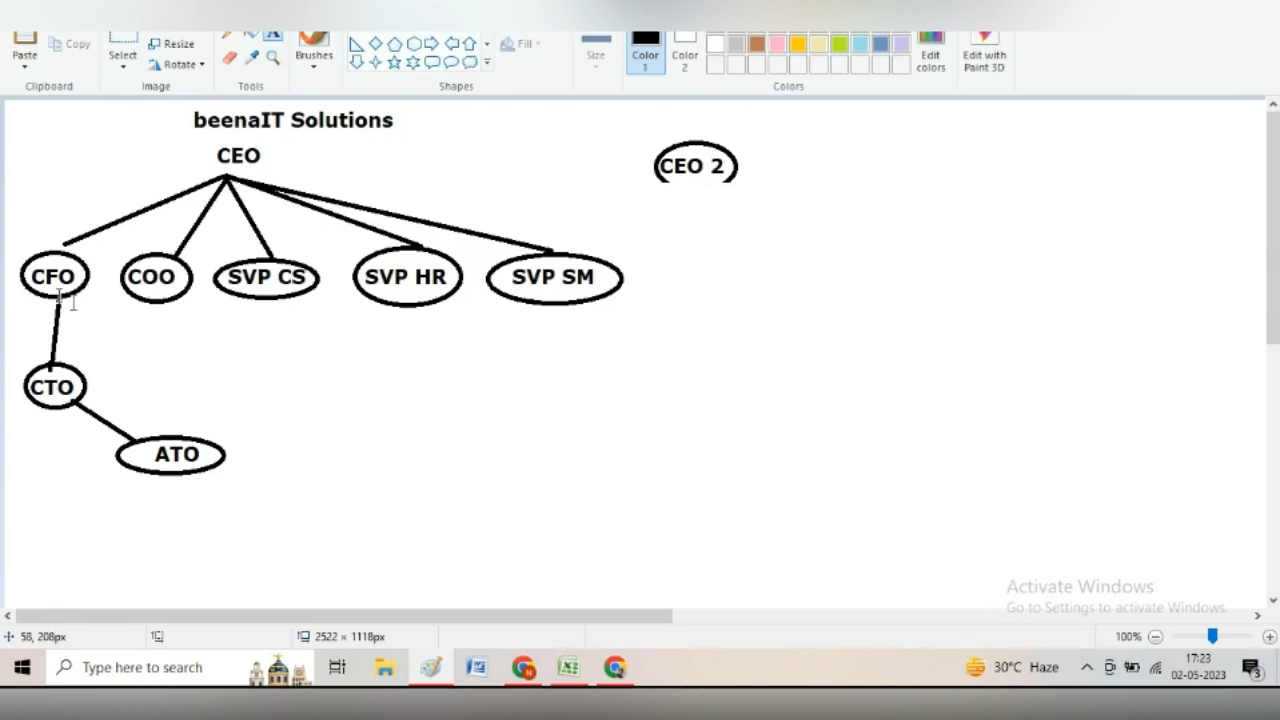 Paste
Copy
Select
Resize
Rotate
A
Brushes
Fill
Size
Color
1
Color
2
Edit
colors
Edit with
Paint 3D
Clipboard
Image
Tools
Shapes
Colors
beenaIT Solutions
CEO
CEO 2
CFO
COO
SVP CS
SVP HR
SVP SM
CTO
ATO
Activate Windows
Go to Settings to activate Windows.
58, 208px
2522 × 1118px
100%
Type here to search
30°C Haze
17:23
02-05-2023
3